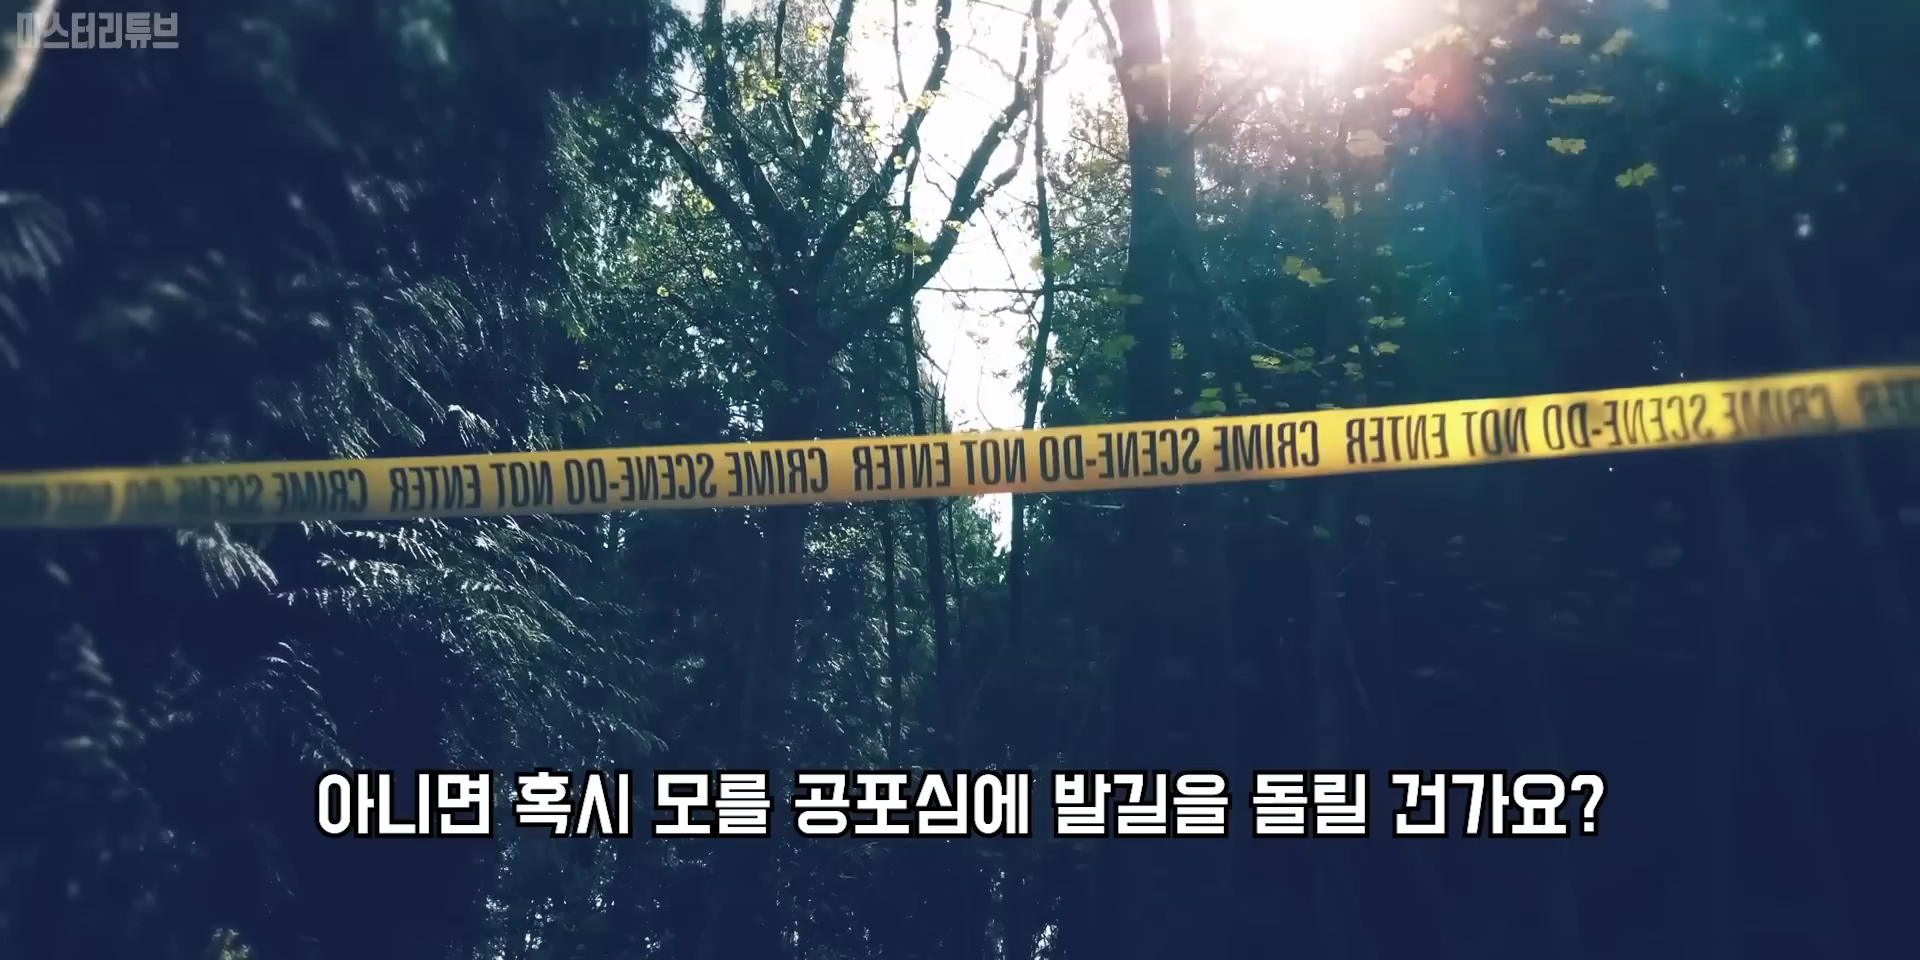 미스터리튜브
CRIME SCENE-DO NOT ENTER CRIME SCENE-DO NOT ENTER CRIME SCENE-DO NOT ENTER CRIME SCENE-DO NOT EN
아니면 혹시 모를 공포심에 발길을 돌릴 건가요?